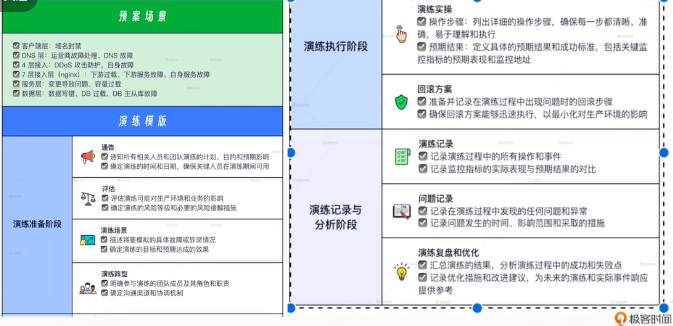 预案场景
客户端层：域名封禁
DNS 层：运营商故障处理、DNS 故障
4 层接入：DDoS 攻击防护，自身故障
7 层接入层（nginx）：下游过载、下游服务故障、自身服务故障
服务层：变更导致问题、容量过载
数据层：数据写错、DB 过载、DB 主从库故障
演练模版
演练准备阶段
通告
通知所有相关人员和团队演练的计划、目的和预期影响
确定演练的时间和日期，确保关键人员在演练期间可用
评估
评估演练可能对生产环境和业务的影响
确定演练的风险等级和必要的风险缓解措施
演练场景
描述将要模拟的具体故障或异常情况
确定演练的目标和预期达成的效果
演练阵型
明确参与演练的团队成员及其角色和职责
确定沟通渠道和协调机制
演练执行阶段
演练实操
操作步骤：列出详细的操作步骤，确保每一步都清晰、准
确，易于理解和执行
预期结果：定义具体的预期结果和成功标准，包括关键监
控指标的预期表现和监控地址
回滚方案
准备并记录在演练过程中出现问题时的回滚步骤
确保回滚方案能够迅速执行，以最小化对生产环境的影响
演练记录与
分析阶段
演练记录
记录演练过程中的所有操作和事件
记录监控指标的实际表现与预期结果的对比
问题记录
记录在演练过程中发现的任何问题和异常
记录问题发生的时间、影响范围和采取的措施
演练复盘和优化
汇总演练的结果，分析演练过程中的成功和失败点
记录优化措施和改进建议，为未来的演练和实际事件响应
提供参考
极客时间